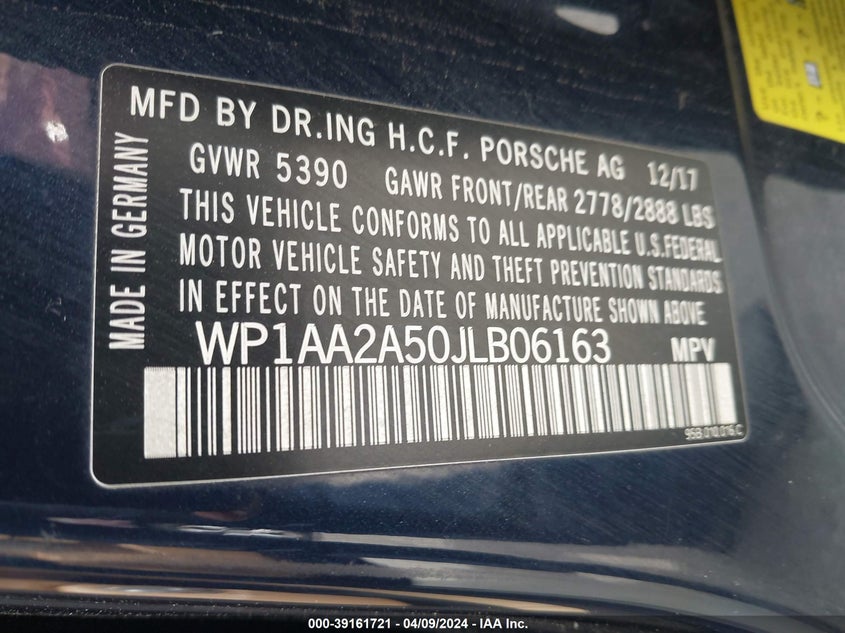 MFD BY DR.ING H.C.F. PORSCHE AG 12/17
GVWR 5390 GAWR FRONT/REAR 2778/2888 LBS
THIS VEHICLE CONFORMS TO ALL APPLICABLE U.S.FEDERAL
MOTOR VEHICLE SAFETY AND THEFT PREVENTION STANDARDS
IN EFFECT ON THE DATE OF MANUFACTURE SHOWN ABOVE
MADE IN GERMANY
WP1AA2A50JLB06163 MPV
000-39161721 - 04/09/2024 - IAA Inc.